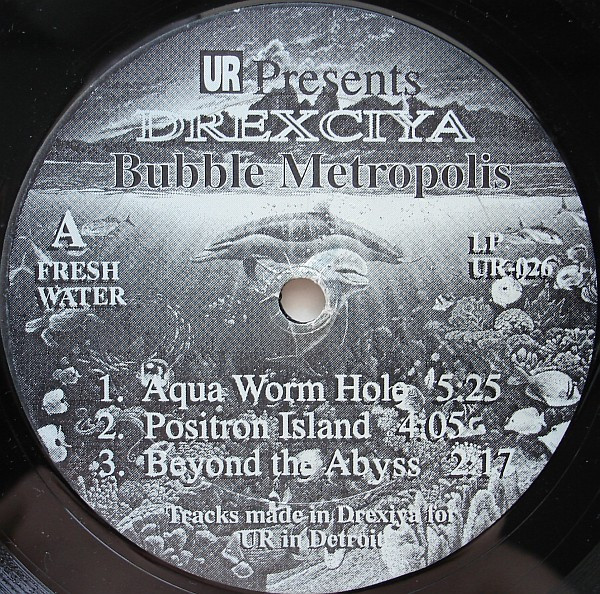 UR Presents
DREXCIYA
Bubble Metropolis
A
FRESH
WATER
LP
UR-026
1. Aqua Worm Hole 5:25
2. Positron Island 4:05
3. Beyond the Abyss 2:17
Tracks made in Drexiya for
UR in Detroit